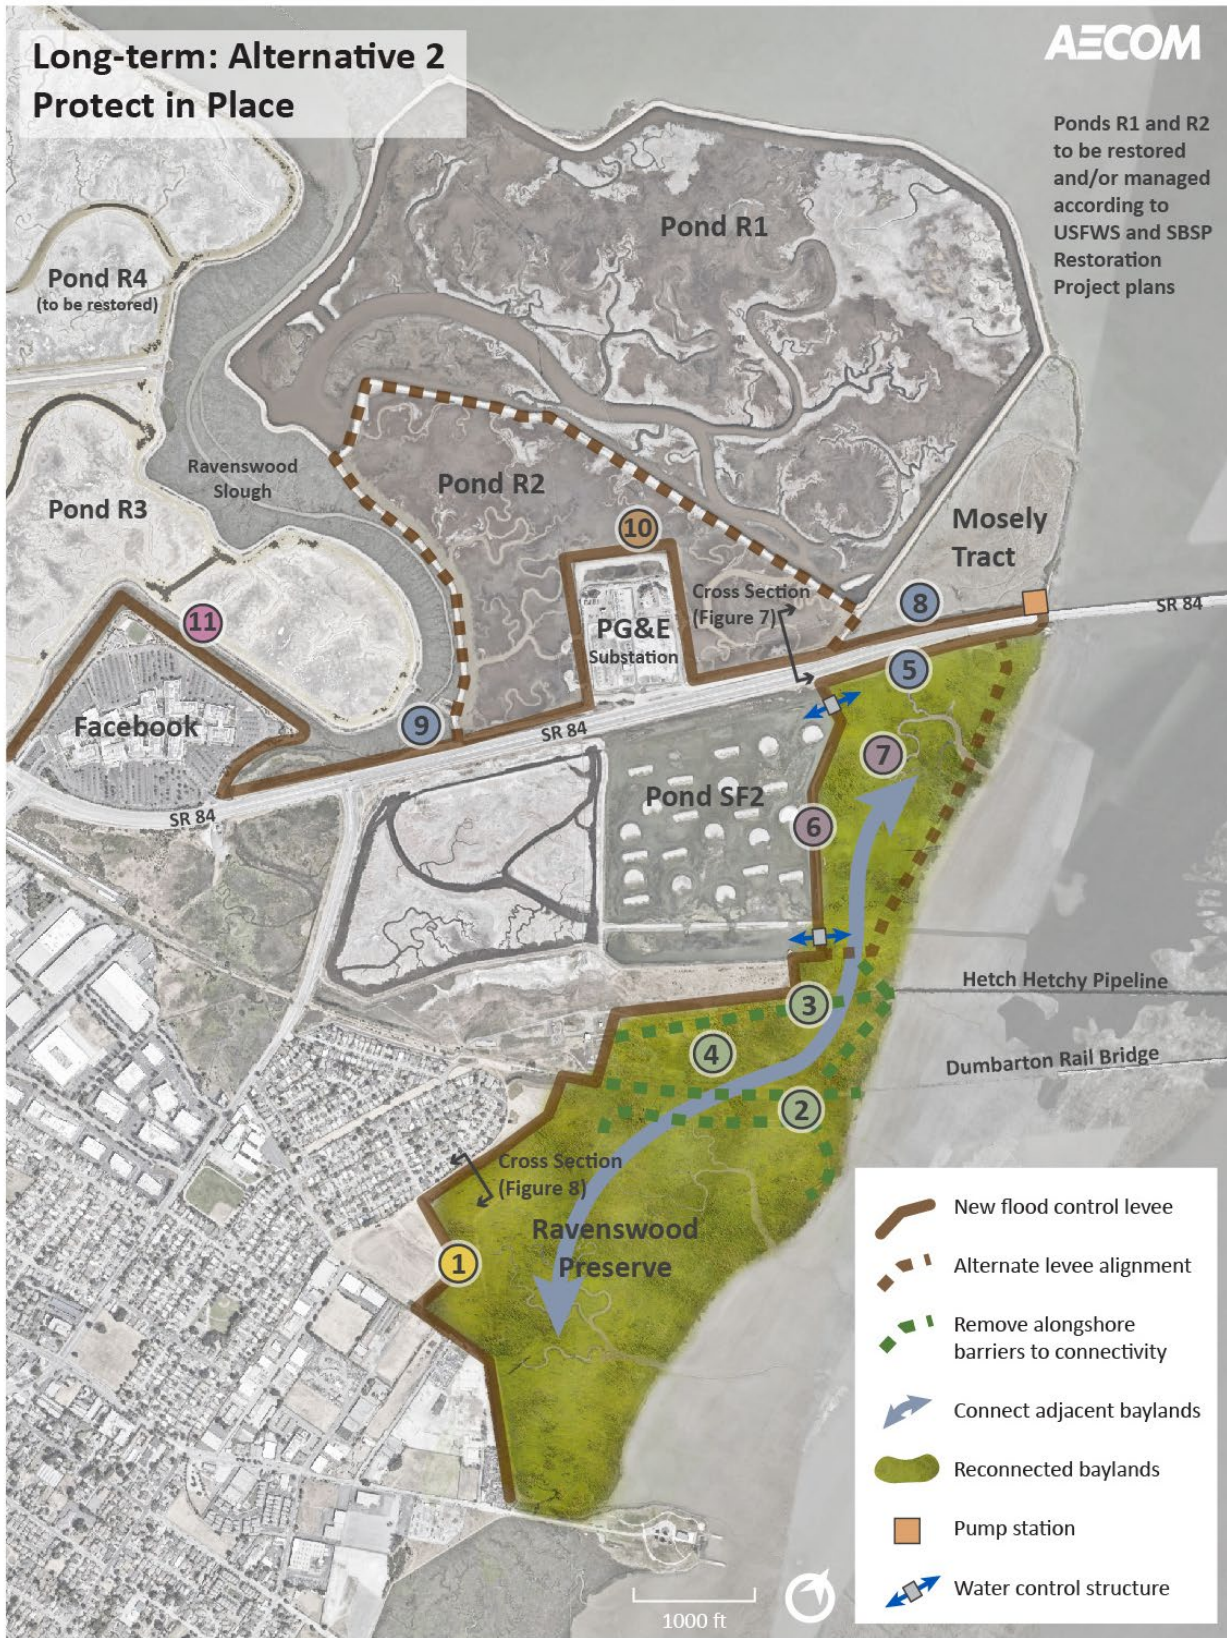 Long-term: Alternative 2
Protect in Place
AECOM
Ponds R1 and R2
to be restored
and/or managed
according to
USFWS and SBSP
Restoration
Project plans
Pond R1
Pond R4
(to be restored)
Ravenswood
Slough
Pond R2
Pond R3
Mosely
Tract
10
Cross Section
(Figure 7)
8
SR 84
11
PG&E
Substation
5
Facebook
9
SR 84
7
Pond SF2
SR 84
6
Hetch Hetchy Pipeline
3
4
Dumbarton Rail Bridge
2
Cross Section
(Figure 8)
Ravenswood
Preserve
1
New flood control levee
Alternate levee alignment
Remove alongshore
barriers to connectivity
Connect adjacent baylands
Reconnected baylands
Pump station
Water control structure
1000 ft